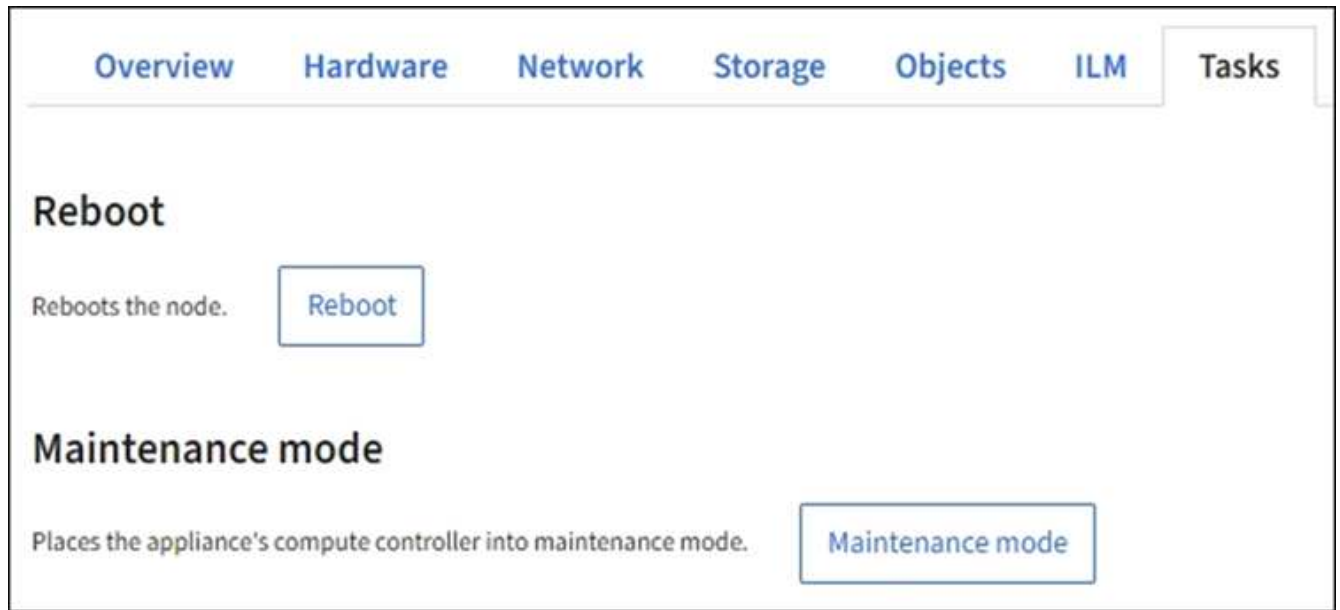 Overview Hardware Network Storage Objects ILM Tasks
Reboot
Reboots the node. Reboot
Maintenance mode
Places the appliance's compute controller into maintenance mode. Maintenance mode